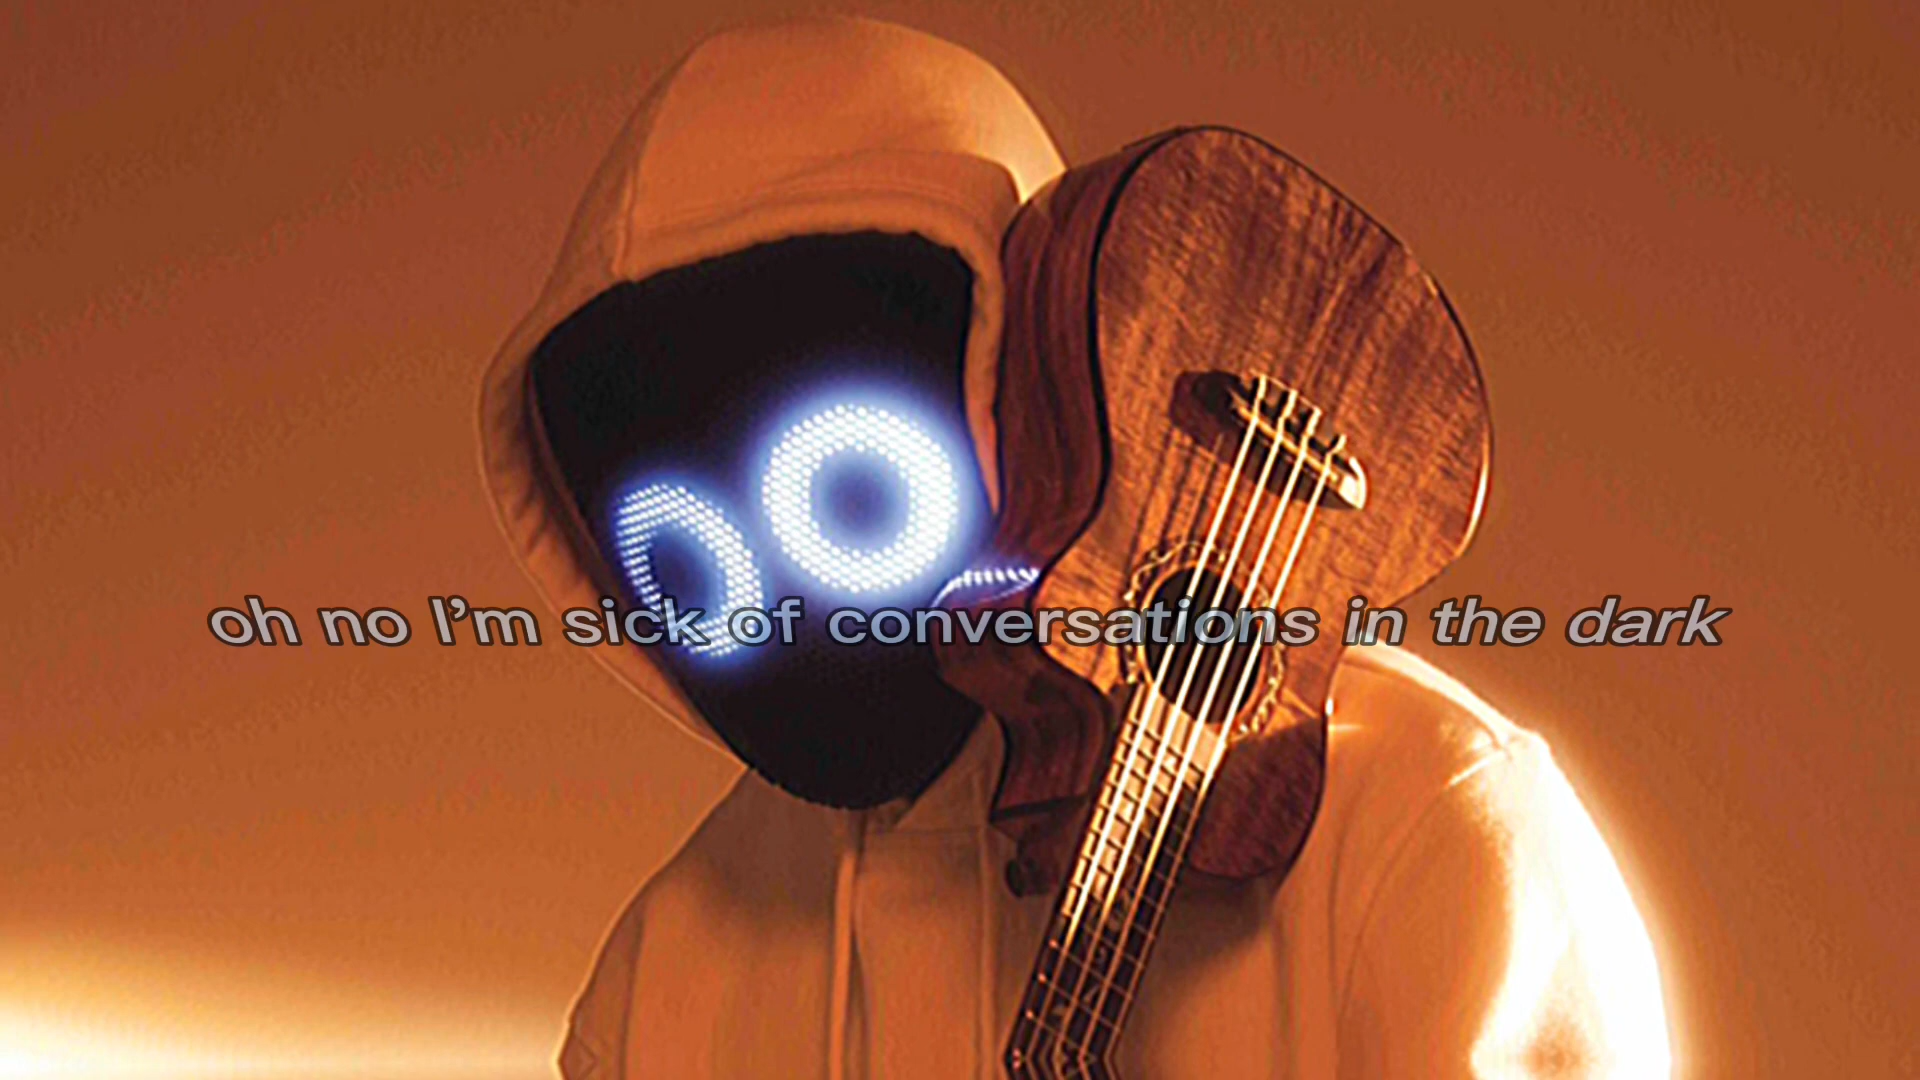 oh no I’m sick of conversations in the dark